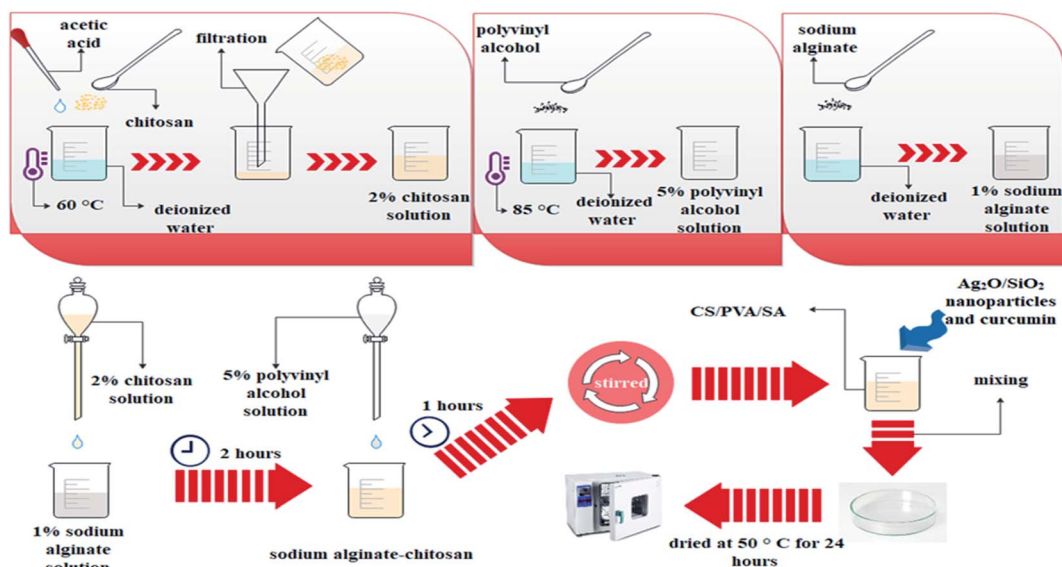 acetic
acid
filtration
chitosan
60 °C
deionized
water
2% chitosan
solution
polyvinyl
alcohol
85 °C
deionized
water
5% polyvinyl
alcohol
solution
sodium
alginate
deionized
water
1% sodium
alginate
solution
2% chitosan
solution
1% sodium
alginate
solution
2 hours
5% polyvinyl
alcohol
solution
sodium alginate-chitosan
1 hours
stirred
CS/PVA/SA
Ag₂O/SiO₂
nanoparticles
and curcumin
mixing
dried at 50 ° C for 24
hours